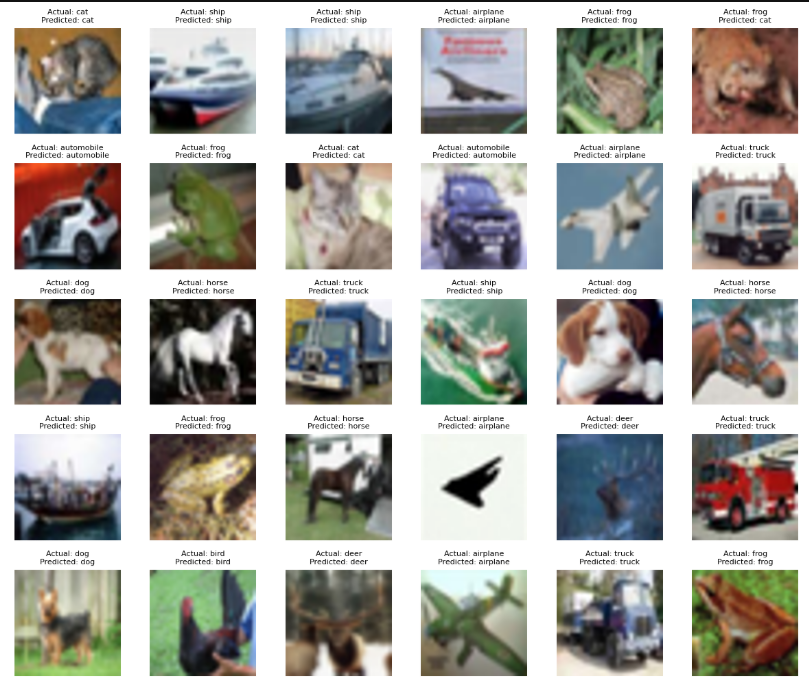 Actual: cat
Predicted: cat
Actual: ship
Predicted: ship
Actual: ship
Predicted: ship
Actual: airplane
Predicted: airplane
Actual: frog
Predicted: frog
Actual: frog
Predicted: cat
Famous
Airliners
Actual: automobile
Predicted: automobile
Actual: frog
Predicted: frog
Actual: cat
Predicted: cat
Actual: automobile
Predicted: automobile
Actual: airplane
Predicted: airplane
Actual: truck
Predicted: truck
Actual: dog
Predicted: dog
Actual: horse
Predicted: horse
Actual: truck
Predicted: truck
Actual: ship
Predicted: ship
Actual: dog
Predicted: dog
Actual: horse
Predicted: horse
Actual: ship
Predicted: ship
Actual: frog
Predicted: frog
Actual: horse
Predicted: horse
Actual: airplane
Predicted: airplane
Actual: deer
Predicted: deer
Actual: truck
Predicted: truck
Actual: dog
Predicted: dog
Actual: bird
Predicted: bird
Actual: deer
Predicted: deer
Actual: airplane
Predicted: airplane
Actual: truck
Predicted: truck
Actual: frog
Predicted: frog